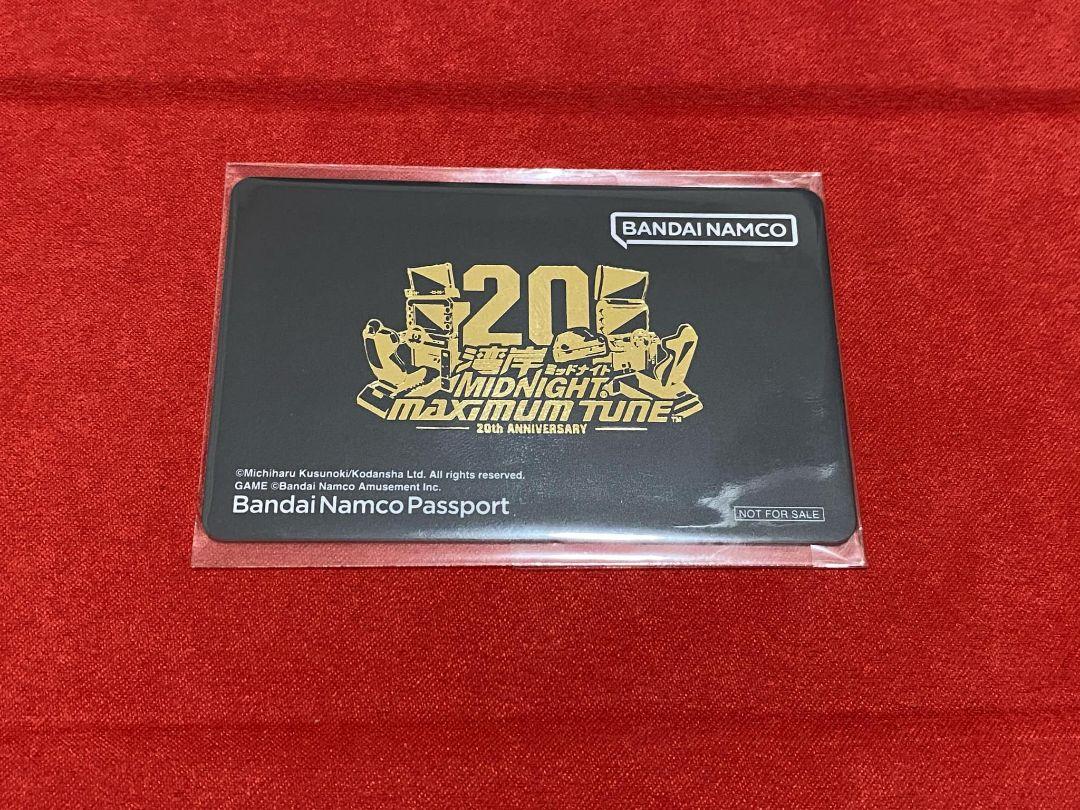 BANDAI NAMCO
20
湾岸 ミッドナイト
MIDNIGHT®
MAXIMUM TUNE™
20th ANNIVERSARY
©Michiharu Kusunoki/Kodansha Ltd. All rights reserved.
GAME ©Bandai Namco Amusement Inc.
Bandai Namco Passport
NOT FOR SALE